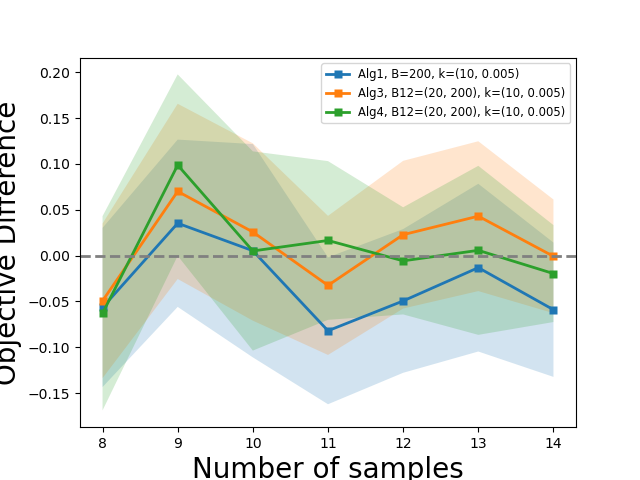 0.20
0.15
0.10
0.05
0.00
−0.05
−0.10
−0.15
Objective Difference
Alg1, B=200, k=(10, 0.005)
Alg3, B12=(20, 200), k=(10, 0.005)
Alg4, B12=(20, 200), k=(10, 0.005)
8 9 10 11 12 13 14
Number of samples